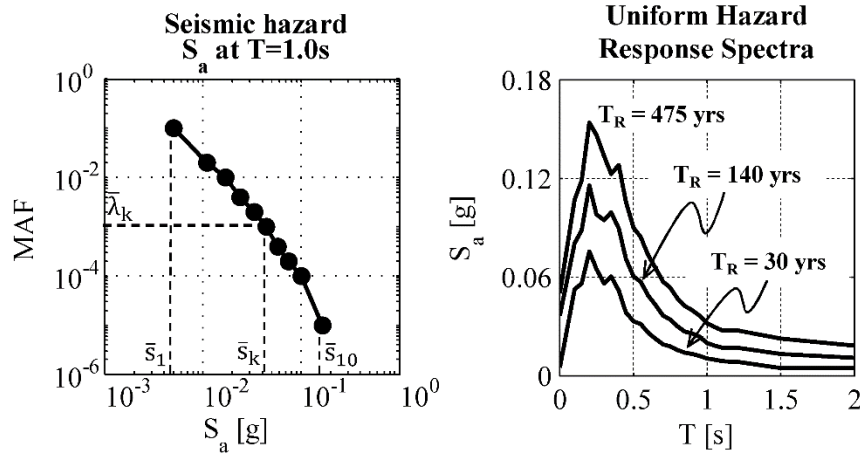 Seismic hazard
S_a at T=1.0s
10^0
10^-2
10^-4
10^-6
MAF
λ̄_k
s̄_1
s̄_k
s̄_10
10^-3 10^-2 10^-1 10^0
S_a [g]
Uniform Hazard
Response Spectra
0.18
0.12
0.06
0
S_a [g]
T_R = 475 yrs
T_R = 140 yrs
T_R = 30 yrs
0 0.5 1 1.5 2
T [s]